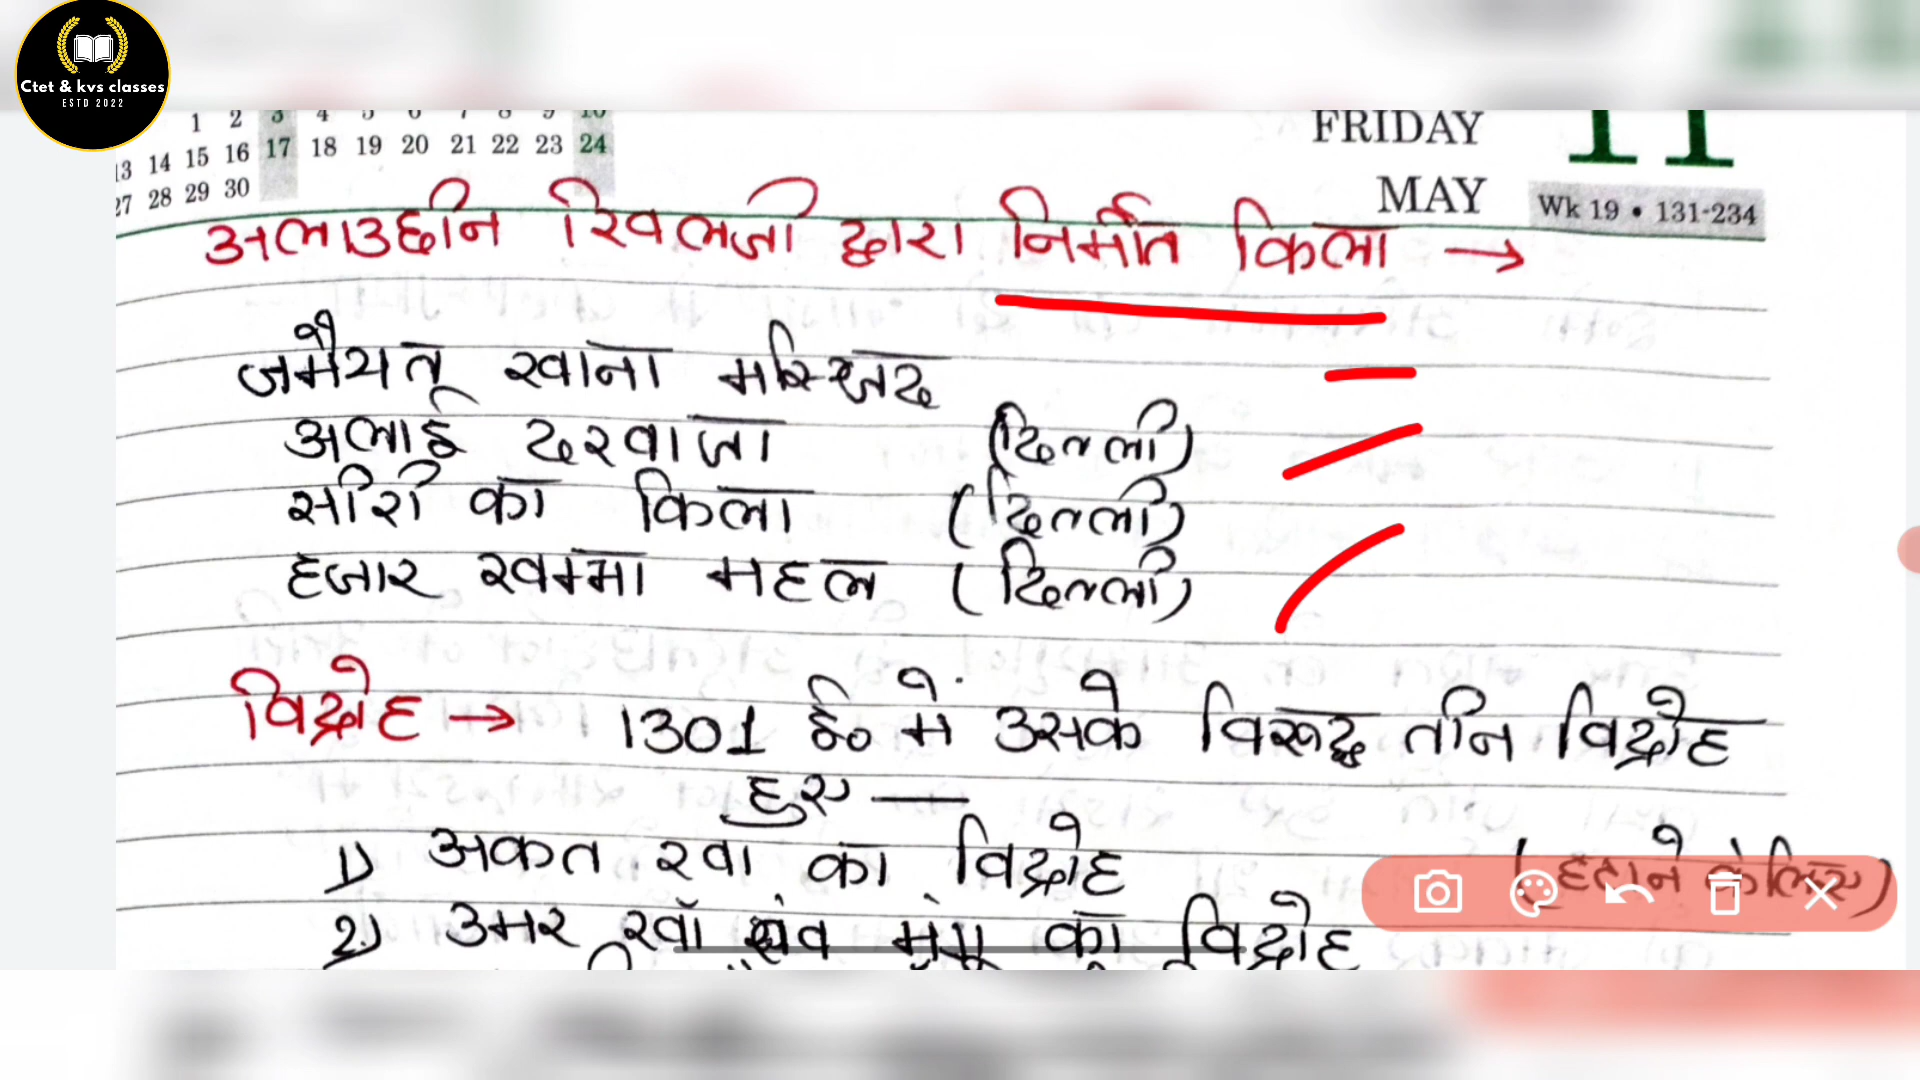 Ctet & kvs classes
ESTD 2022
1 2 3 4 5 6 7 8 9 10
13 14 15 16 17 18 19 20 21 22 23 24
27 28 29 30
FRIDAY 11
MAY
Wk 19 • 131-234
अलाउद्दीन खिलजी द्वारा निर्मात किला →
जमैयत खाना मस्जिद
अलाई दरवाजा (दिल्ली)
सीरी का किला (दिल्ली)
हजार खम्मा महल (दिल्ली)
विद्रोह → 1301 ई० में उसके विरूद्ध तीन विद्रोह
हुए —
1) अकत खा का विद्रोह (हटाने के लिए)
2) उमर खाँ एंव मंगू का विद्रोह